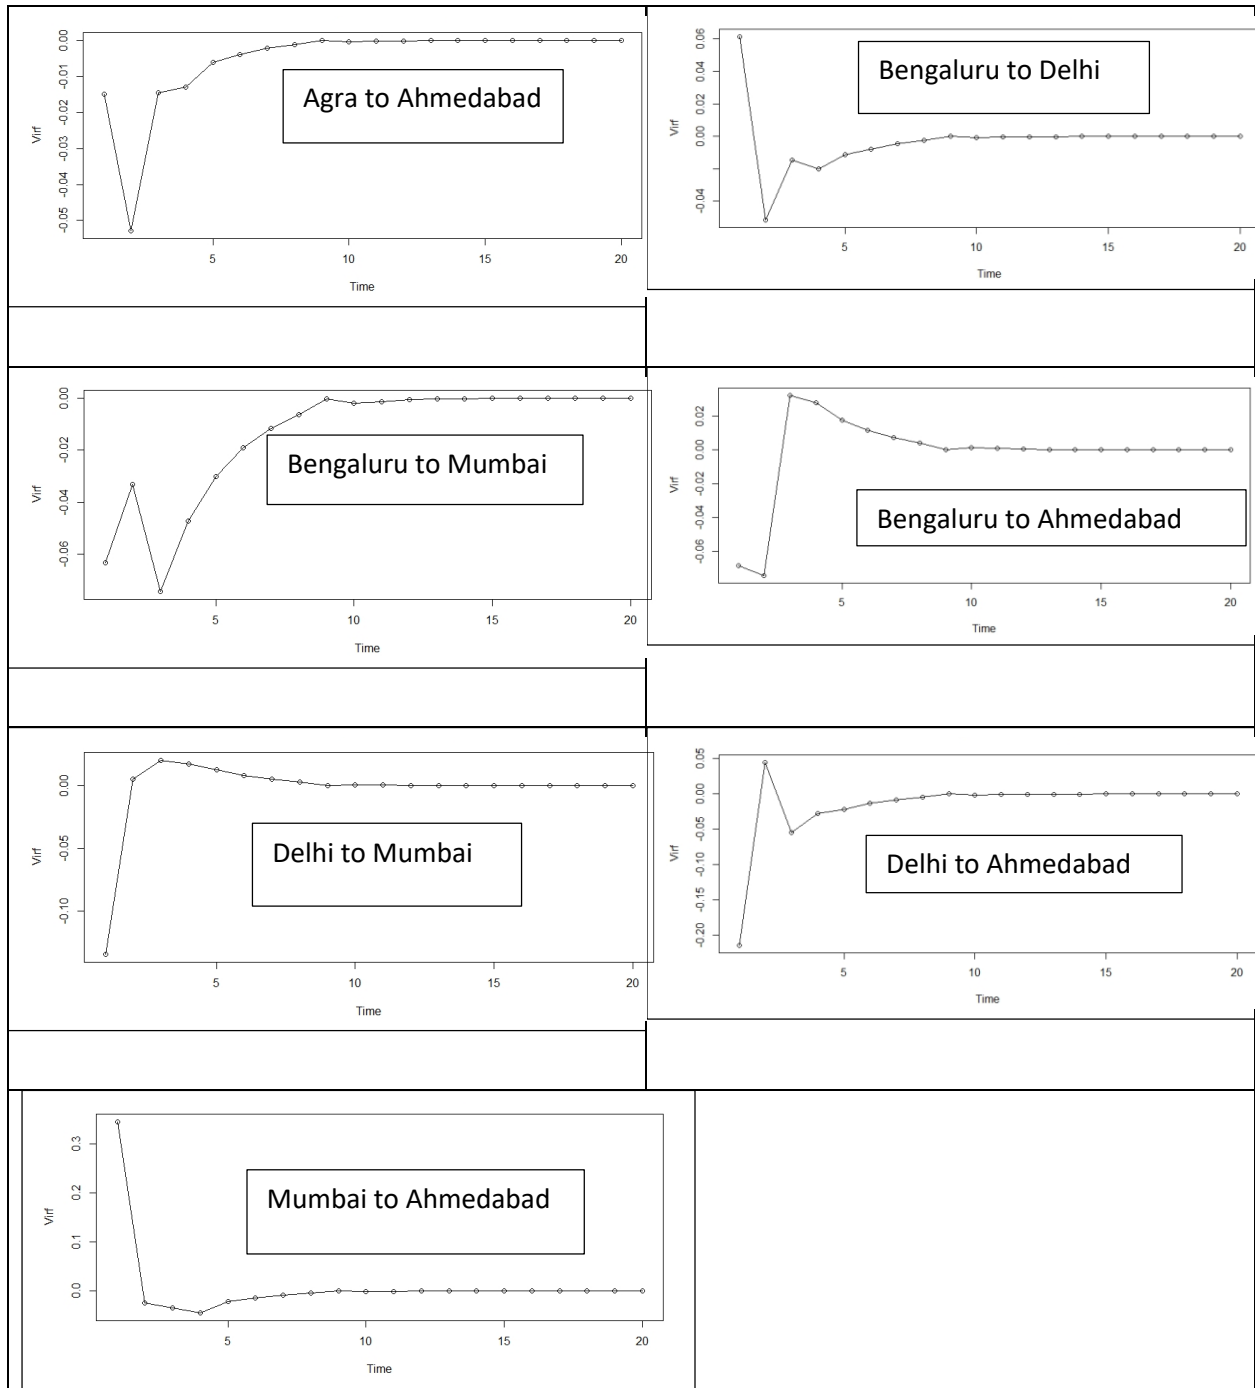 Agra to Ahmedabad
Virf
0.00
-0.01
-0.02
-0.03
-0.04
-0.05
5 10 15 20
Time
Bengaluru to Delhi
Virf
0.06
0.04
0.02
0.00
-0.04
5 10 15 20
Time
Bengaluru to Mumbai
Virf
0.00
-0.02
-0.04
-0.06
5 10 15 20
Time
Bengaluru to Ahmedabad
Virf
0.02
0.00
-0.02
-0.04
-0.06
5 10 15 20
Time
Delhi to Mumbai
Virf
0.00
-0.05
-0.10
5 10 15 20
Time
Delhi to Ahmedabad
Virf
0.05
0.00
-0.05
-0.10
-0.15
-0.20
5 10 15 20
Time
Mumbai to Ahmedabad
Virf
0.3
0.2
0.1
0.0
5 10 15 20
Time